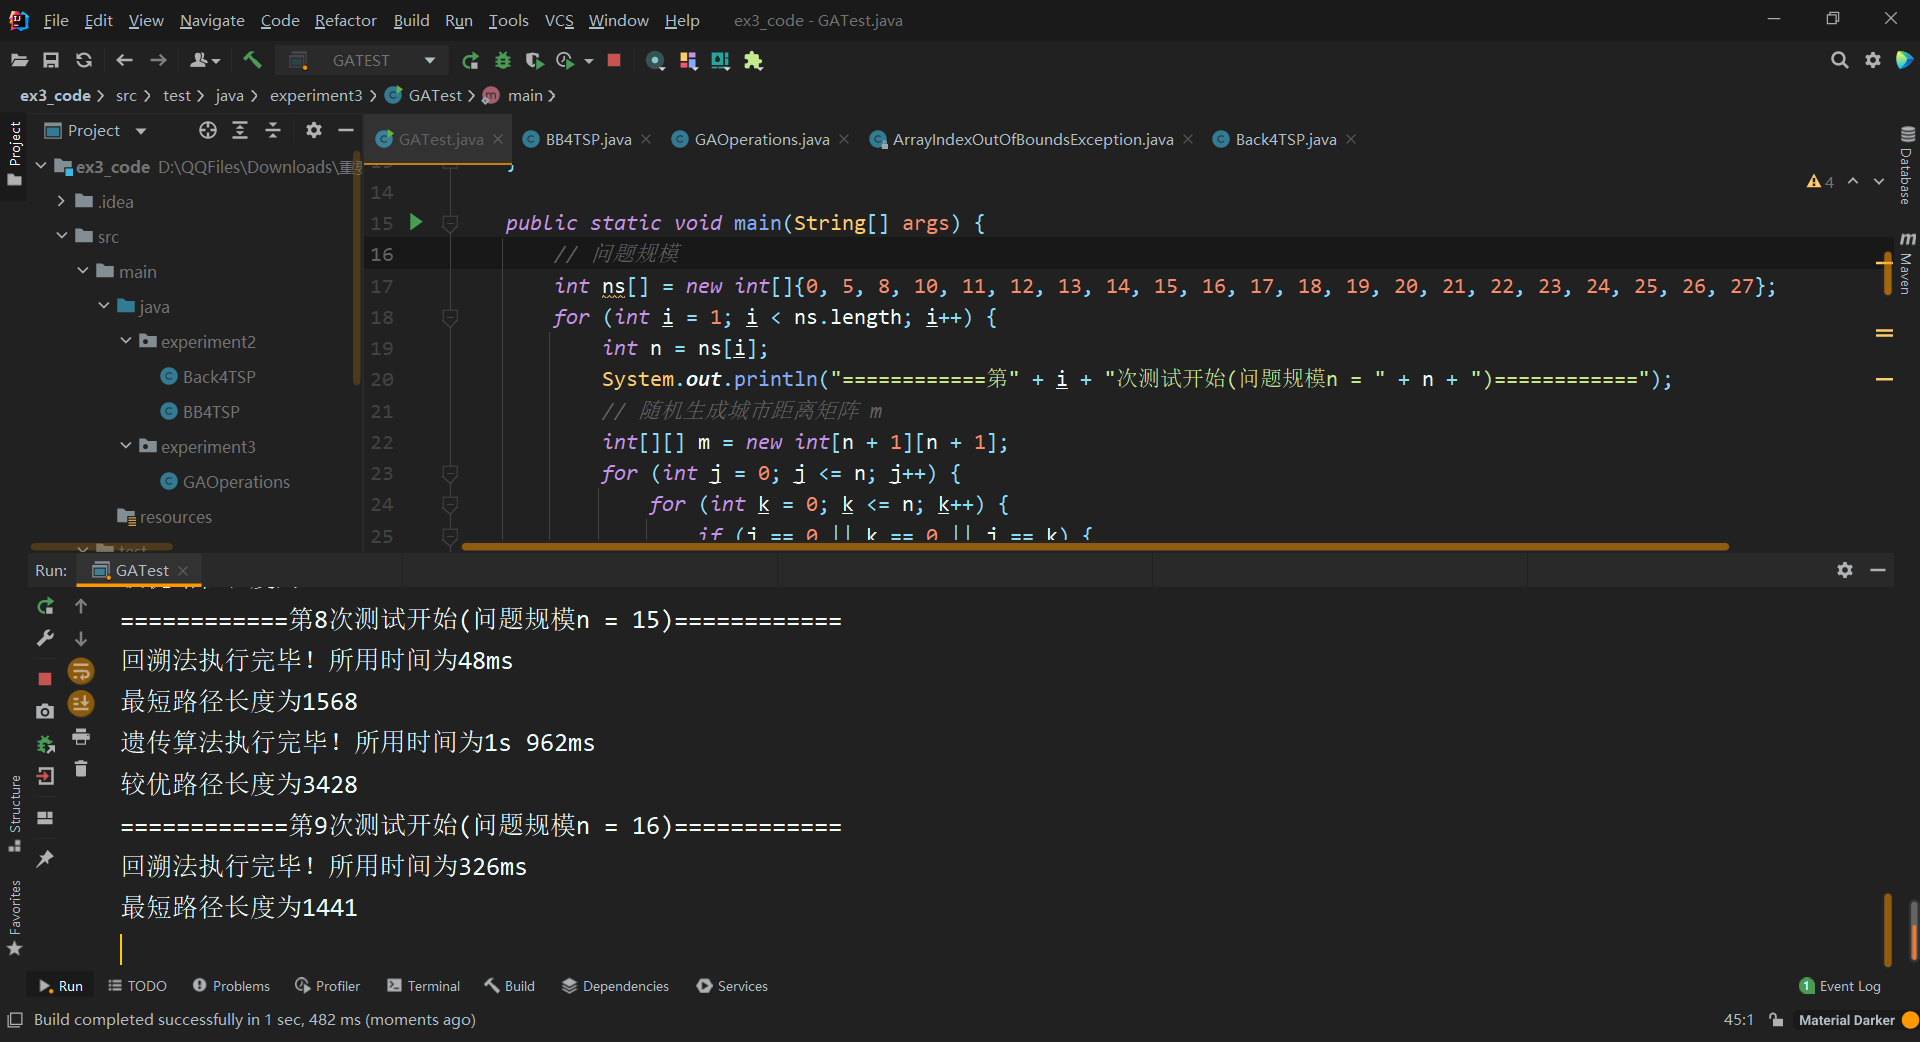 File Edit View Navigate Code Refactor Build Run Tools VCS Window Help ex3_code - GATest.java
GATEST
ex3_code src test java experiment3 GATest main
Project
GATest.java BB4TSP.java GAOperations.java ArrayIndexOutOfBoundsException.java Back4TSP.java
Project
ex3_code D:\QQFiles\Downloads\重要
.idea
src
main
java
experiment2
Back4TSP
BB4TSP
experiment3
GAOperations
resources
test
4
14
15 public static void main(String[] args) {
16 // 问题规模
17 int ns[] = new int[]{0, 5, 8, 10, 11, 12, 13, 14, 15, 16, 17, 18, 19, 20, 21, 22, 23, 24, 25, 26, 27};
18 for (int i = 1; i < ns.length; i++) {
19 int n = ns[i];
20 System.out.println("============第" + i + "次测试开始(问题规模n = " + n + ")============");
21 // 随机生成城市距离矩阵 m
22 int[][] m = new int[n + 1][n + 1];
23 for (int j = 0; j <= n; j++) {
24 for (int k = 0; k <= n; k++) {
25 if (j == 0 || k == 0 || j == k) {
Database
Maven
Run: GATest
============第8次测试开始(问题规模n = 15)============
回溯法执行完毕！所用时间为48ms
最短路径长度为1568
遗传算法执行完毕！所用时间为1s 962ms
较优路径长度为3428
============第9次测试开始(问题规模n = 16)============
回溯法执行完毕！所用时间为326ms
最短路径长度为1441
Structure
Favorites
Run TODO Problems Profiler Terminal Build Dependencies Services 1 Event Log
Build completed successfully in 1 sec, 482 ms (moments ago) 45:1 Material Darker